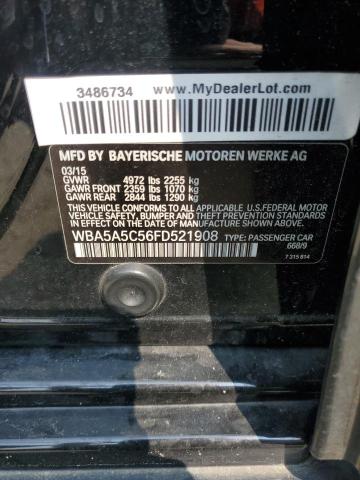 3486734 www.MyDealerLot.com
MFD BY BAYERISCHE MOTOREN WERKE AG
03/15
GVWR 4972 lbs 2255 kg
GAWR FRONT 2359 lbs 1070 kg
GAWR REAR 2844 lbs 1290 kg
THIS VEHICLE CONFORMS TO ALL APPLICABLE U.S.FEDERAL MOTOR
VEHICLE SAFETY, BUMPER AND THEFT PREVENTION STANDARDS
IN EFFECT ON THE DATE OF MANUFACTURE SHOWN ABOVE.
WBA5A5C56FD521908 TYPE: PASSENGER CAR
668/9
7 315 814